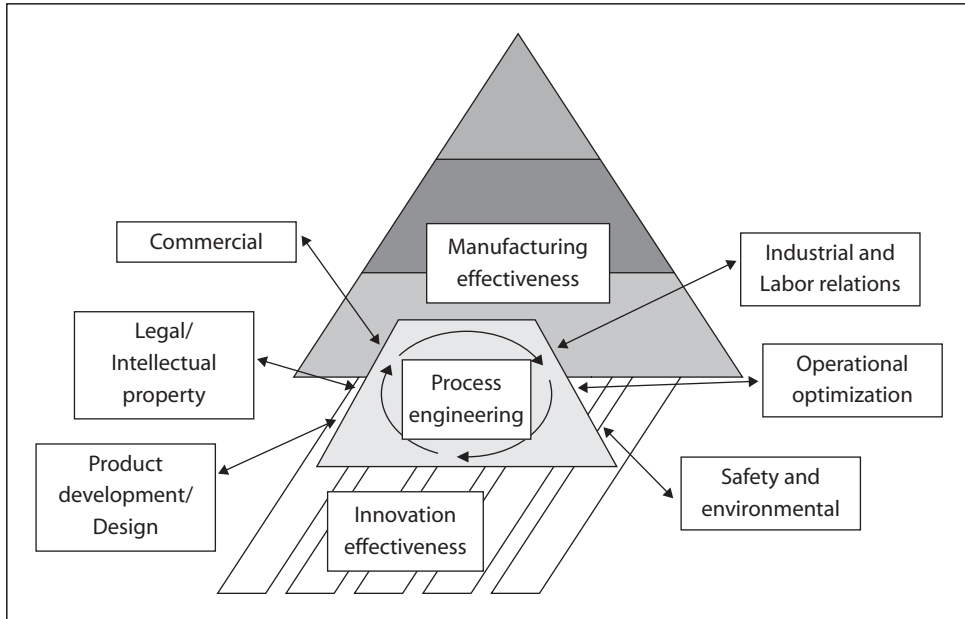 Commercial
Manufacturing
effectiveness
Industrial and
Labor relations
Legal/
Intellectual
property
Process
engineering
Operational
optimization
Product
development/
Design
Innovation
effectiveness
Safety and
environmental